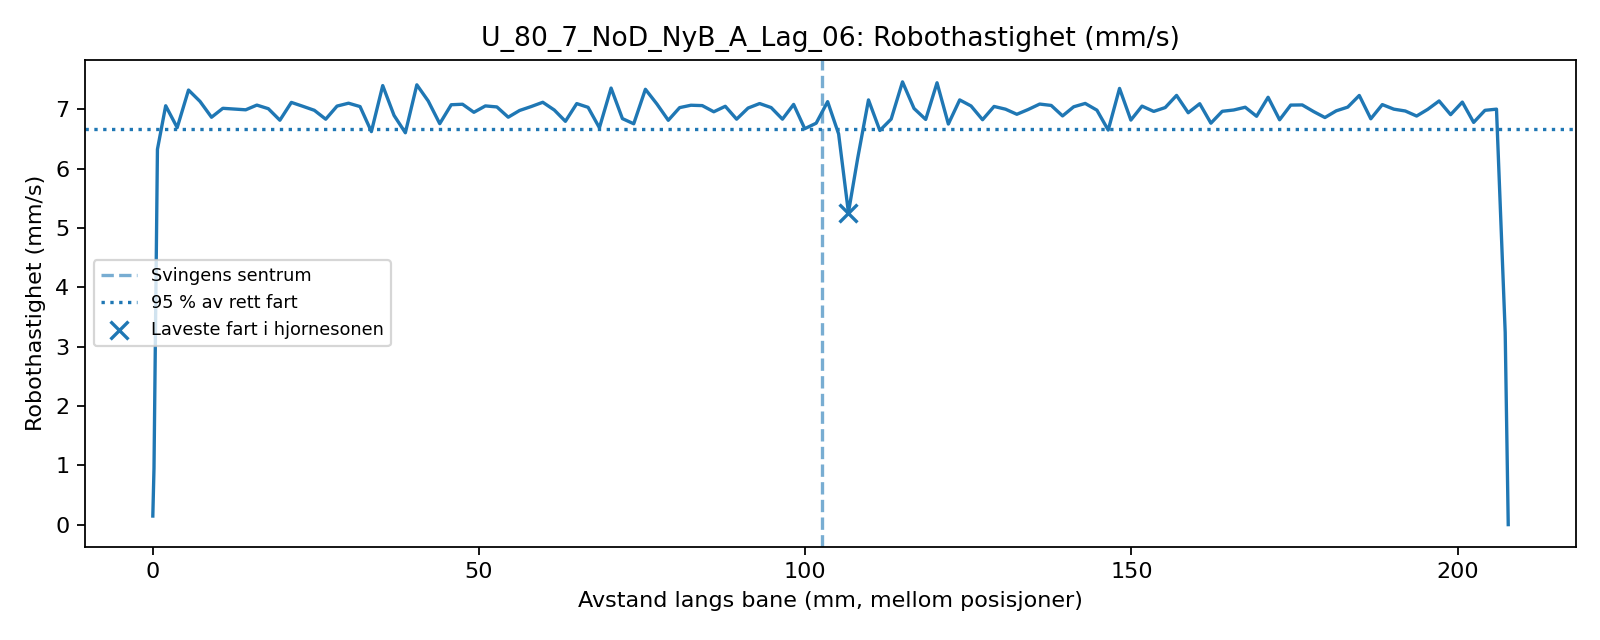 U_80_7_NoD_NyB_A_Lag_06: Robothastighet (mm/s)
Robothastighet (mm/s)
7
6
5
4
3
2
1
0
Svingens sentrum
95 % av rett fart
Laveste fart i hjornesonen
0 50 100 150 200
Avstand langs bane (mm, mellom posisjoner)